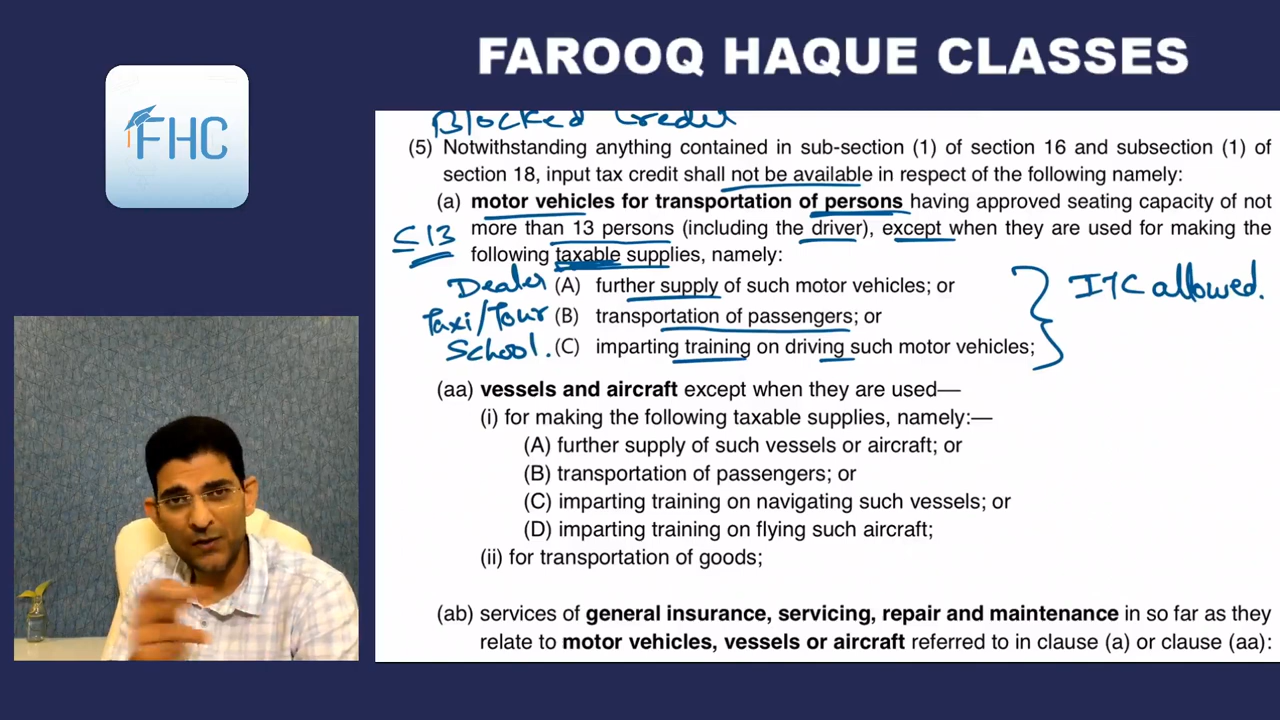 FAROOQ HAQUE CLASSES
FHC
Blocked Credit
(5) Notwithstanding anything contained in sub-section (1) of section 16 and subsection (1) of
section 18, input tax credit shall not be available in respect of the following namely:
(a) motor vehicles for transportation of persons having approved seating capacity of not
≤13 more than 13 persons (including the driver), except when they are used for making the
following taxable supplies, namely:
Dealer (A) further supply of such motor vehicles; or
Taxi/Tour (B) transportation of passengers; or
School. (C) imparting training on driving such motor vehicles;
ITC allowed.
(aa) vessels and aircraft except when they are used—
(i) for making the following taxable supplies, namely:—
(A) further supply of such vessels or aircraft; or
(B) transportation of passengers; or
(C) imparting training on navigating such vessels; or
(D) imparting training on flying such aircraft;
(ii) for transportation of goods;
(ab) services of general insurance, servicing, repair and maintenance in so far as they
relate to motor vehicles, vessels or aircraft referred to in clause (a) or clause (aa):